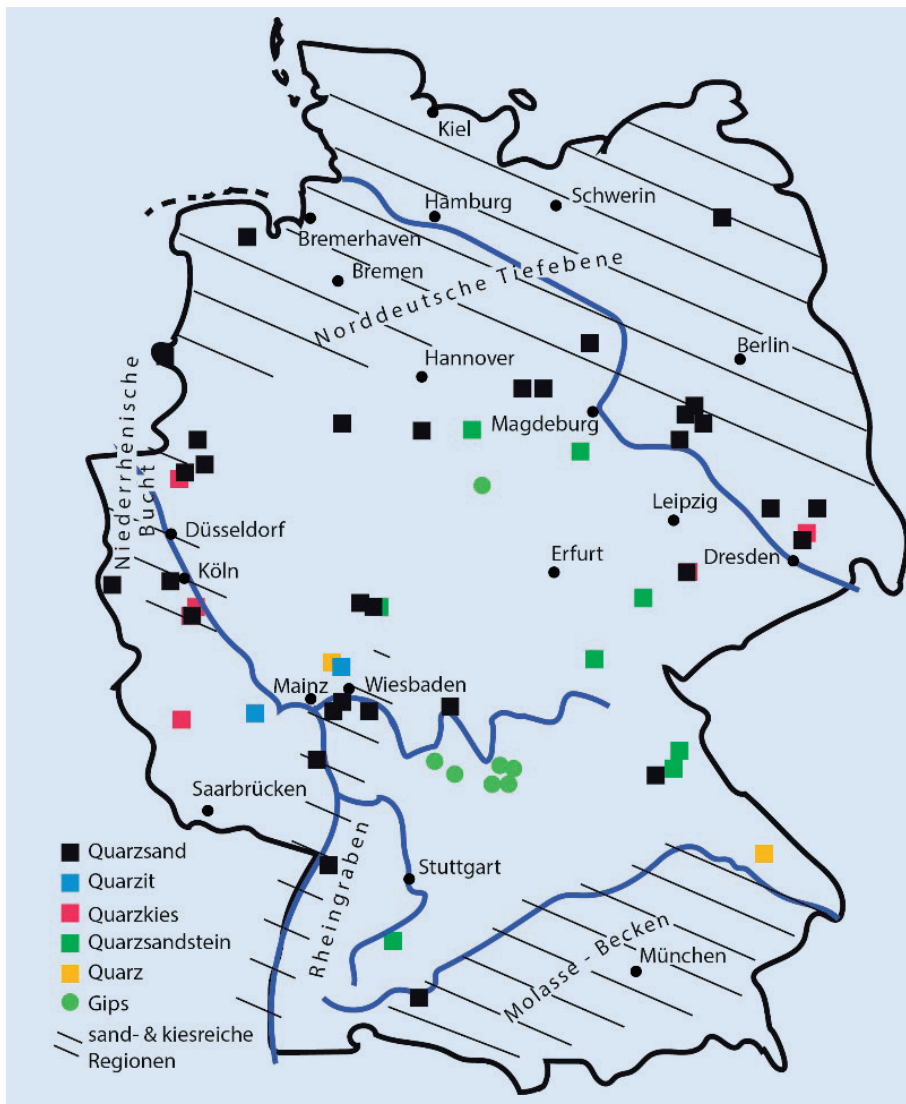 Kiel
Schwerin
Hamburg
Bremerhaven
Bremen
Norddeutsche Tiefebene
Berlin
Hannover
Magdeburg
Niederrhenische
Bucht
Leipzig
Düsseldorf
Dresden
Erfurt
Köln
Mainz
Wiesbaden
Saarbrücken
Stuttgart
Rheingraben
München
Molasse - Becken
Quarzsand
Quarzit
Quarzkies
Quarzsandstein
Quarz
Gips
sand- & kiesreiche
Regionen